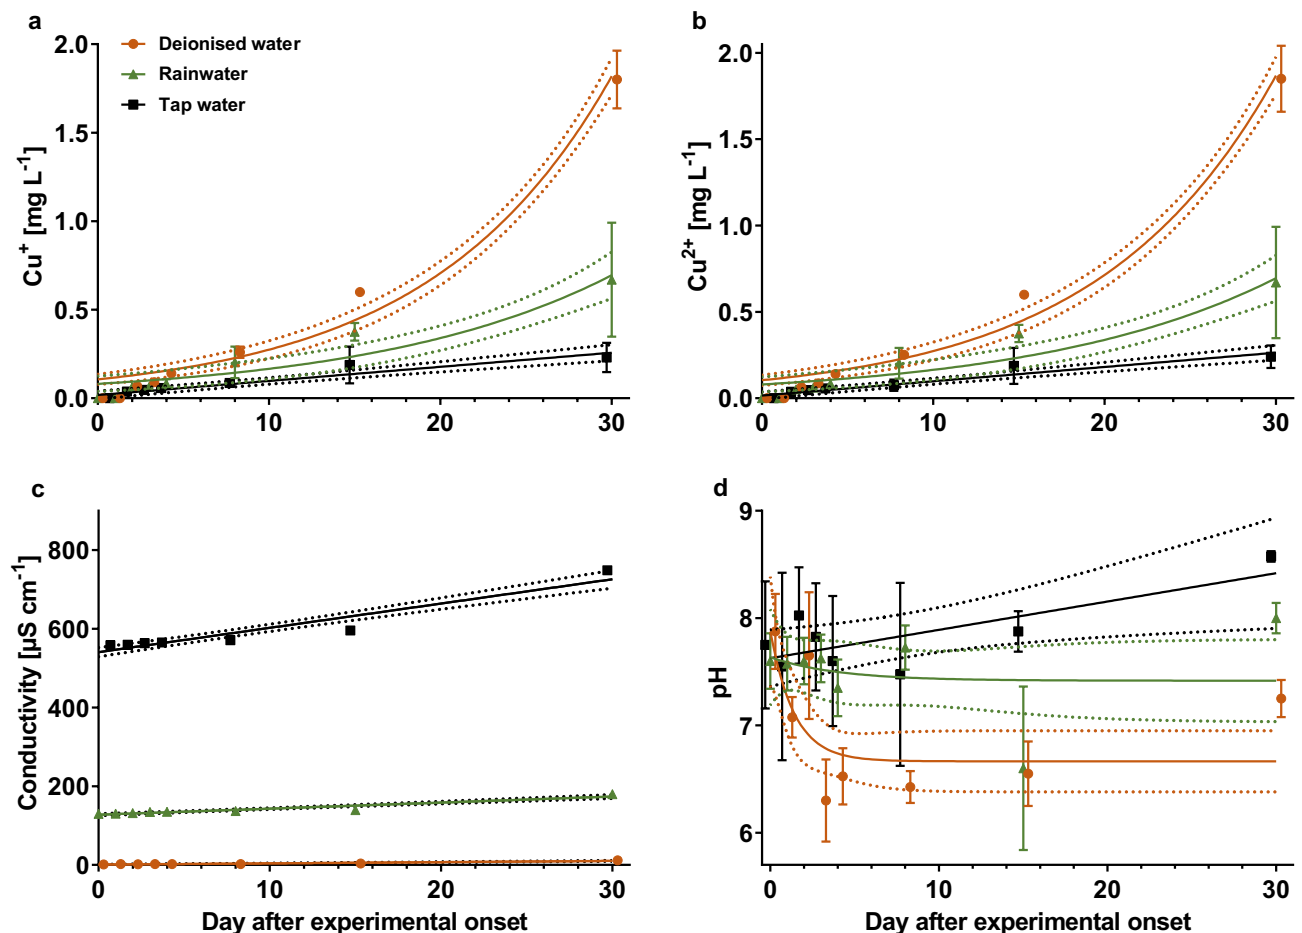 a
b
2.0
1.5
1.0
0.5
0.0
Cu+ [mg L-1]
Deionised water
Rainwater
Tap water
0
10
20
30
2.0
1.5
1.0
0.5
0.0
Cu2+ [mg L-1]
0
10
20
30
c
d
800
600
400
200
0
Conductivity [µS cm-1]
0
10
20
30
Day after experimental onset
9
8
7
6
pH
0
10
20
30
Day after experimental onset